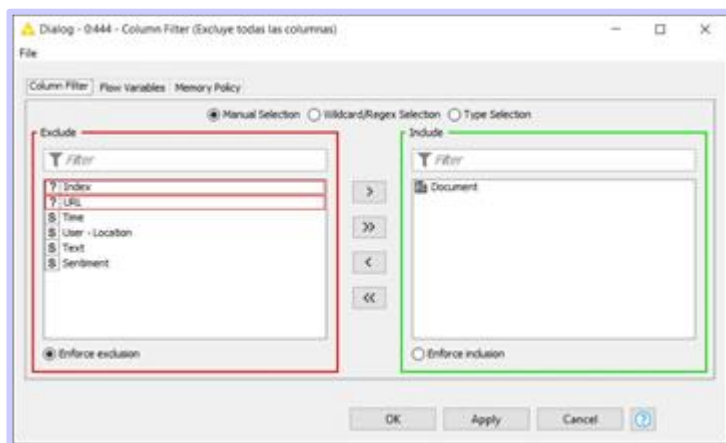 Dialog - 0:444 - Column Filter (Excluye todas las columnas)
File
Column Filter Flow Variables Memory Policy
Manual Selection Wildcard/Regex Selection Type Selection
Exclude
Include
Filter
Filter
? Index
? URL
S Time
S User - Location
S Text
S Sentiment
Document
>
>>
<
<<
Enforce exclusion
Enforce inclusion
OK Apply Cancel ?